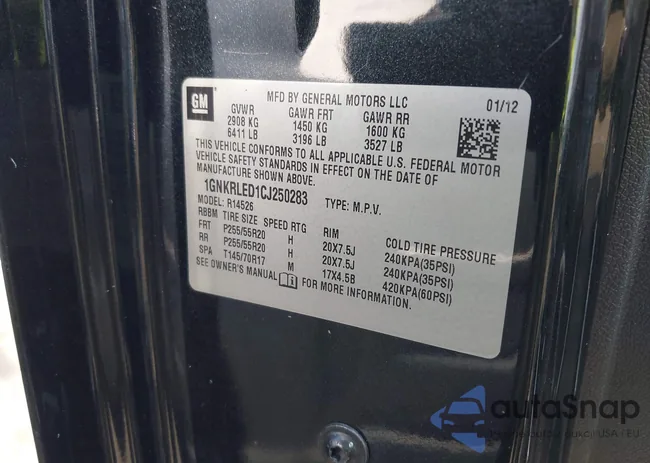 GM
MFD BY GENERAL MOTORS LLC 01/12
GVWR GAWR FRT GAWR RR
2908 KG 1450 KG 1600 KG
6411 LB 3196 LB 3527 LB
THIS VEHICLE CONFORMS TO ALL APPLICABLE U.S. FEDERAL MOTOR
VEHICLE SAFETY STANDARDS IN EFFECT ON THE DATE OF
MANUFACTURE SHOWN ABOVE.
1GNKRLED1CJ250283 TYPE: M.P.V.
MODEL: R14526
RBBM TIRE SIZE SPEED RTG RIM COLD TIRE PRESSURE
FRT P255/55R20 H 20X7.5J 240KPA(35PSI)
RR P255/55R20 H 20X7.5J 240KPA(35PSI)
SPA T145/70R17 M 17X4.5B 420KPA(60PSI)
SEE OWNER'S MANUAL FOR MORE INFORMATION.
autoSnap
USA / EU